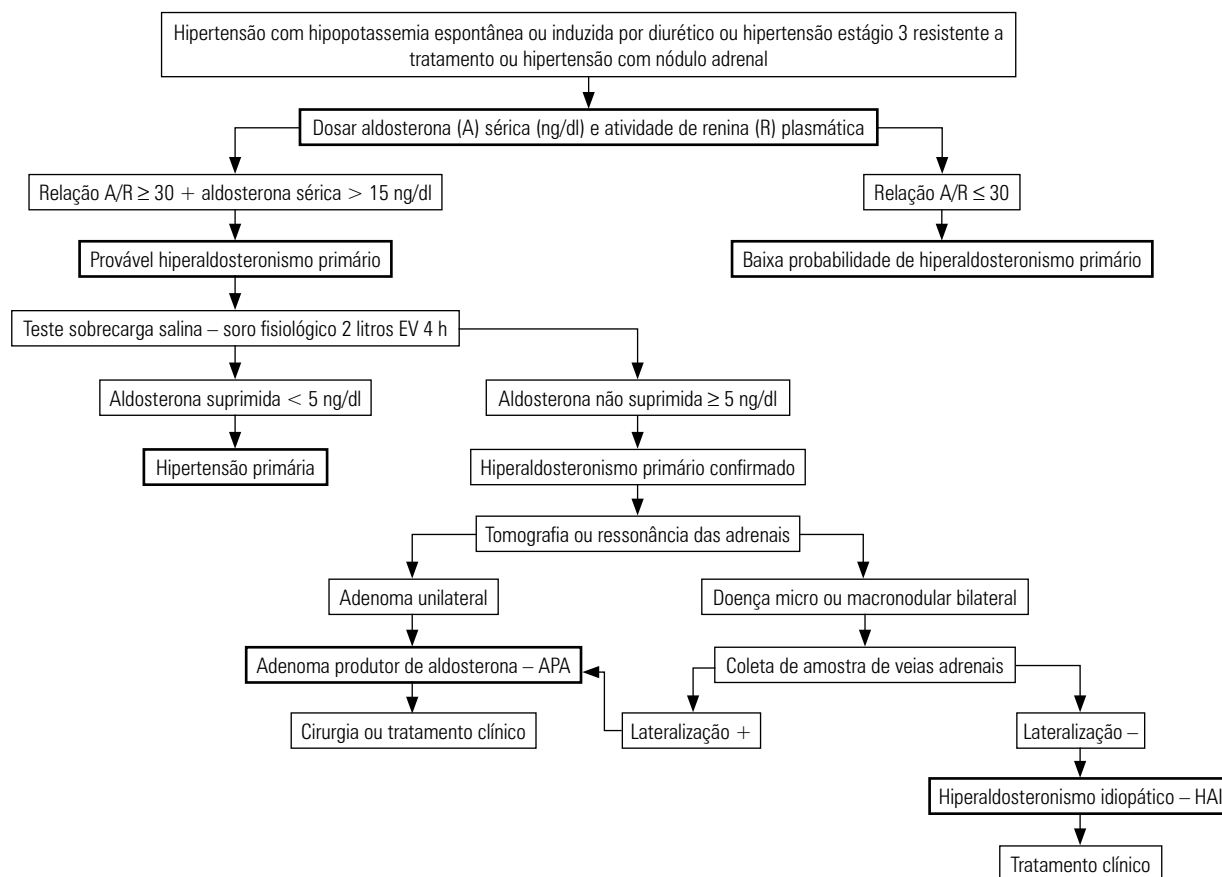 Hipertensão com hipopotassemia espontânea ou induzida por diurético ou hipertensão estágio 3 resistente a
tratamento ou hipertensão com nódulo adrenal
Dosar aldosterona (A) sérica (ng/dl) e atividade de renina (R) plasmática
Relação A/R ≥ 30 + aldosterona sérica > 15 ng/dl
Relação A/R ≤ 30
Provável hiperaldosteronismo primário
Baixa probabilidade de hiperaldosteronismo primário
Teste sobrecarga salina – soro fisiológico 2 litros EV 4 h
Aldosterona suprimida < 5 ng/dl
Aldosterona não suprimida ≥ 5 ng/dl
Hipertensão primária
Hiperaldosteronismo primário confirmado
Tomografia ou ressonância das adrenais
Adenoma unilateral
Doença micro ou macronodular bilateral
Adenoma produtor de aldosterona – APA
Coleta de amostra de veias adrenais
Cirurgia ou tratamento clínico
Lateralização +
Lateralização –
Hiperaldosteronismo idiopático – HAI
Tratamento clínico